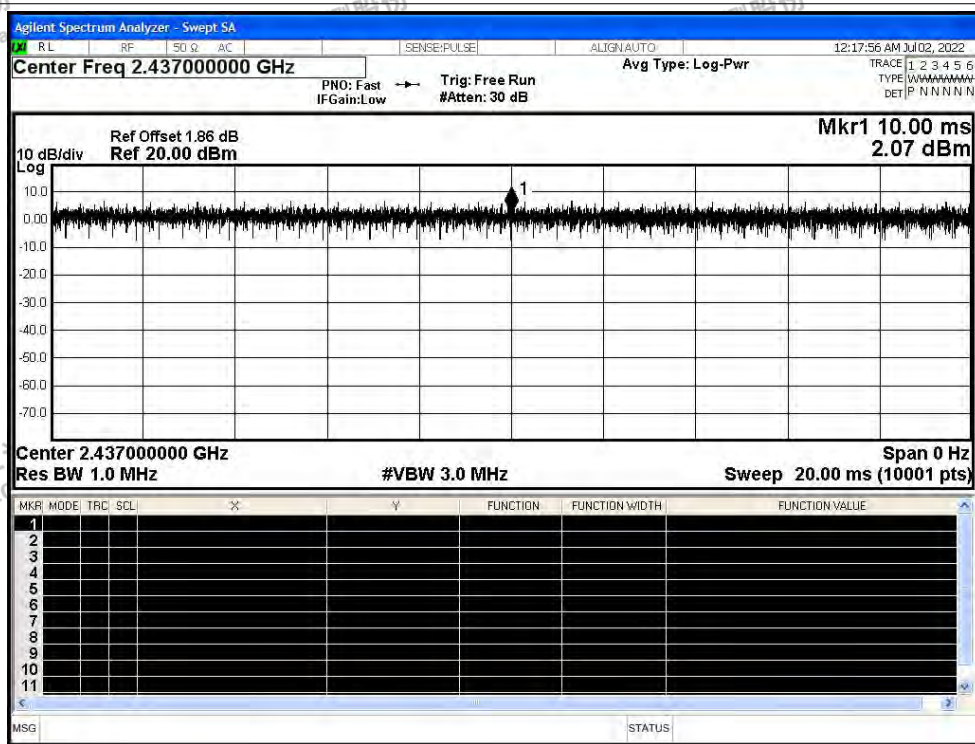 Agilent Spectrum Analyzer - Swept SA
RL RF 50 Ω AC SENSE:PULSE ALIGN AUTO 12:17:56 AM Jul 02, 2022
Center Freq 2.437000000 GHz
PNO: Fast
IFGain:Low
Trig: Free Run
#Atten: 30 dB
Avg Type: Log-Pwr
TRACE 1 2 3 4 5 6
TYPE WWWWWWW
DET P N N N N N
Mkr1 10.00 ms
2.07 dBm
Ref Offset 1.86 dB
10 dB/div Ref 20.00 dBm
Log
1
10.0
0.00
-10.0
-20.0
-30.0
-40.0
-50.0
-60.0
-70.0
Center 2.437000000 GHz Span 0 Hz
Res BW 1.0 MHz #VBW 3.0 MHz Sweep 20.00 ms (10001 pts)
MKR MODE TRC SCL X Y FUNCTION FUNCTION WIDTH FUNCTION VALUE
1
2
3
4
5
6
7
8
9
10
11
MSG STATUS